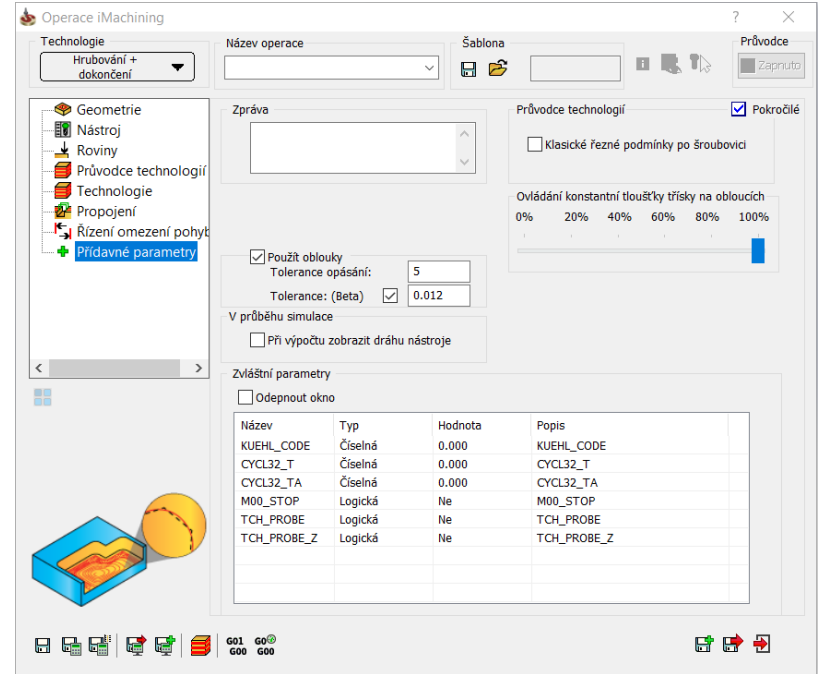 Operace iMachining
?
Technologie
Hrubování +
dokončení
Název operace
Šablona
Průvodce
Zapnuto
Geometrie
Nástroj
Roviny
Průvodce technologií
Technologie
Propojení
Řízení omezení pohyb
Přídavné parametry
Zpráva
Průvodce technologií
Pokročilé
Klasické řezné podmínky po šroubovici
Ovládání konstantní tloušťky třísky na obloucích
0% 20% 40% 60% 80% 100%
Použít oblouky
Tolerance opásání: 5
Tolerance: (Beta) 0.012
V průběhu simulace
Při výpočtu zobrazit dráhu nástroje
Zvláštní parametry
Odepnout okno
Název Typ Hodnota Popis
KUEHL_CODE Číselná 0.000 KUEHL_CODE
CYCL32_T Číselná 0.000 CYCL32_T
CYCL32_TA Číselná 0.000 CYCL32_TA
M00_STOP Logická Ne M00_STOP
TCH_PROBE Logická Ne TCH_PROBE
TCH_PROBE_Z Logická Ne TCH_PROBE_Z
G01 G0
G00 G00